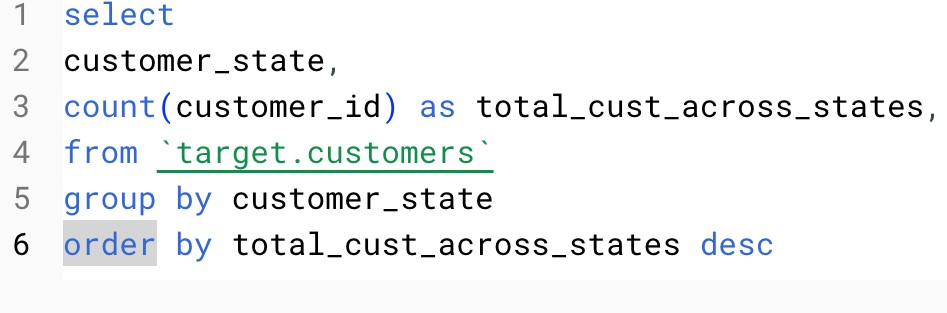 1 select
2 customer_state,
3 count(customer_id) as total_cust_across_states,
4 from `target.customers`
5 group by customer_state
6 order by total_cust_across_states desc